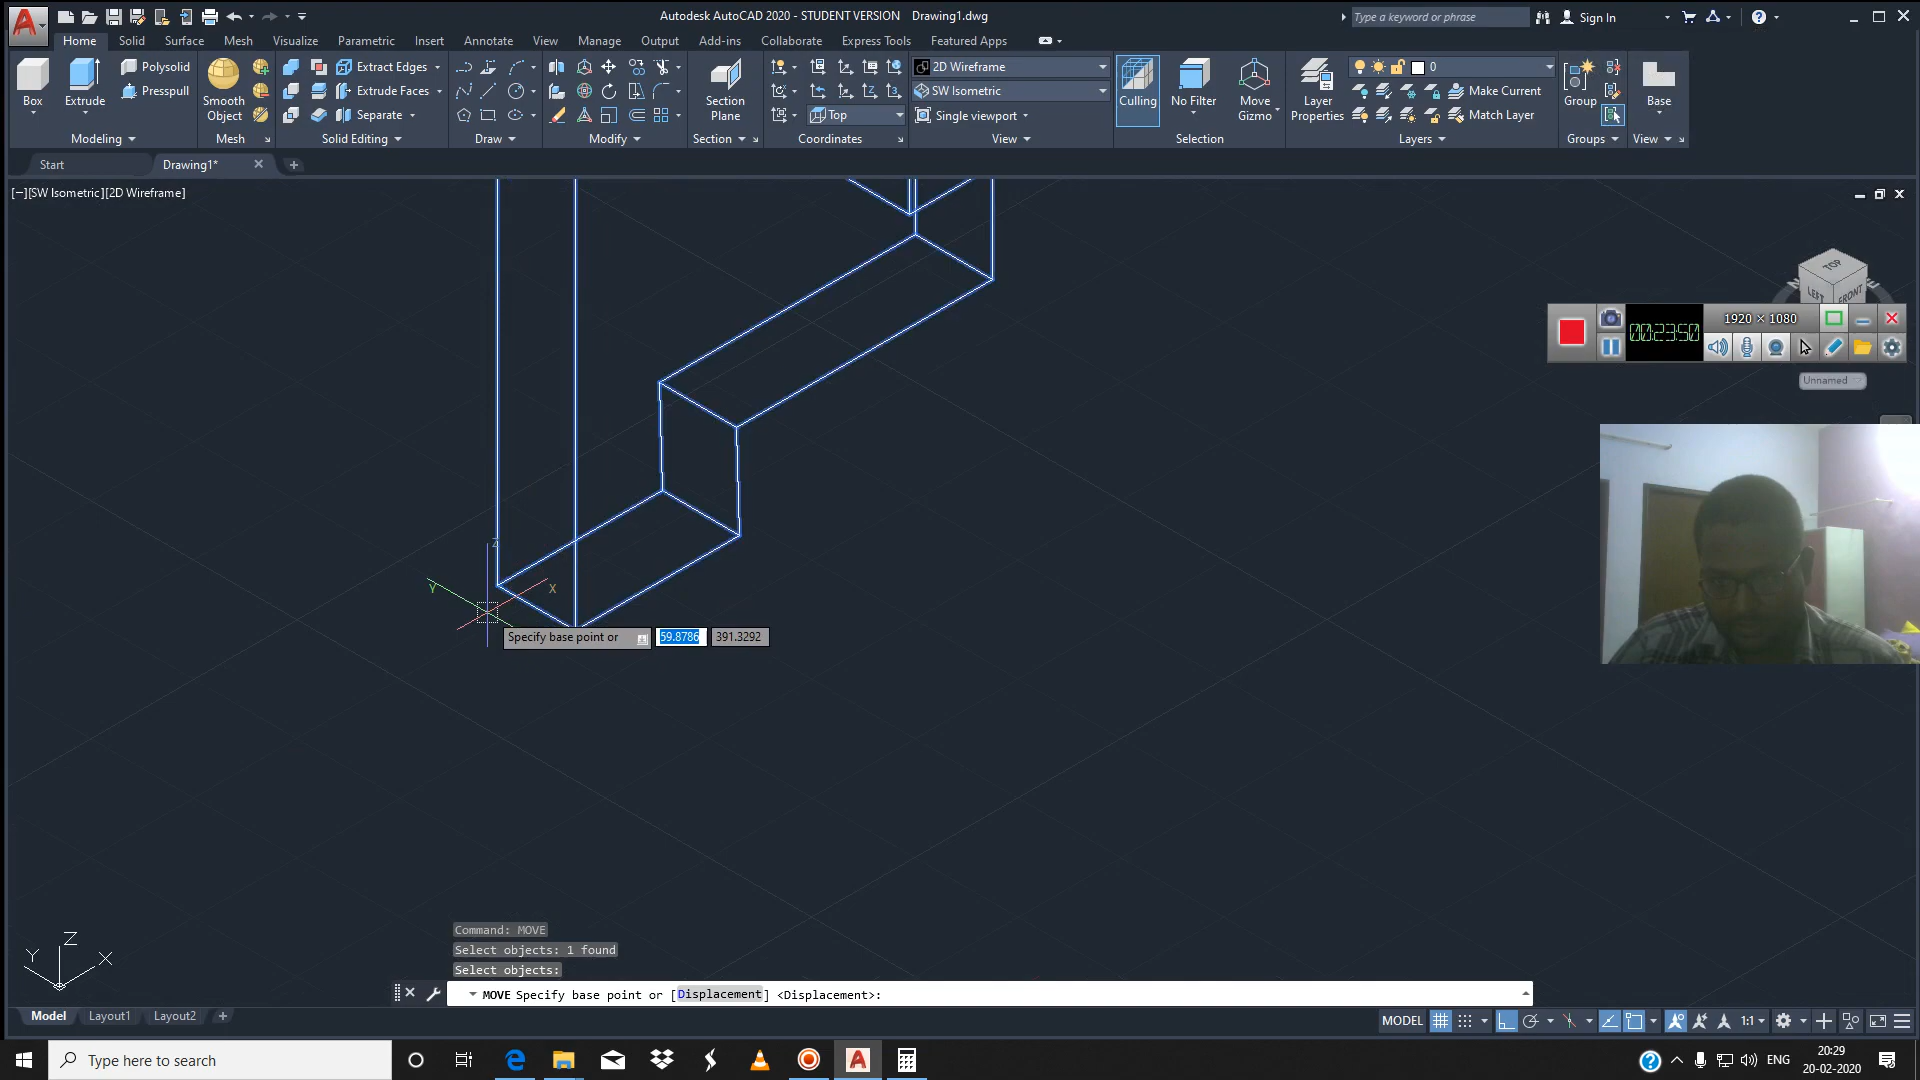 Autodesk AutoCAD 2020 - STUDENT VERSION Drawing1.dwg
Type a keyword or phrase
Sign In
Home Solid Surface Mesh Visualize Parametric Insert Annotate View Manage Output Add-ins Collaborate Express Tools Featured Apps
Box
Extrude
Polysolid
Presspull
Modeling
Smooth Object
Mesh
Extract Edges
Extrude Faces
Separate
Solid Editing
Draw
Modify
Section Plane
Section
Top
Coordinates
2D Wireframe
SW Isometric
Single viewport
View
Culling
No Filter
Move Gizmo
Selection
Layer Properties
0
Make Current
Match Layer
Layers
Group
Groups
Base
View
Start
Drawing1*
[−][SW Isometric][2D Wireframe]
TOP
LEFT
FRONT
00:23:50
1920 × 1080
Unnamed
Z
Y
X
Specify base point or 59.8786 391.3292
Z
Y
X
Command: MOVE
Select objects: 1 found
Select objects:
MOVE Specify base point or [Displacement] <Displacement>:
Model Layout1 Layout2
MODEL
1:1
Type here to search
ENG
20:29
20-02-2020